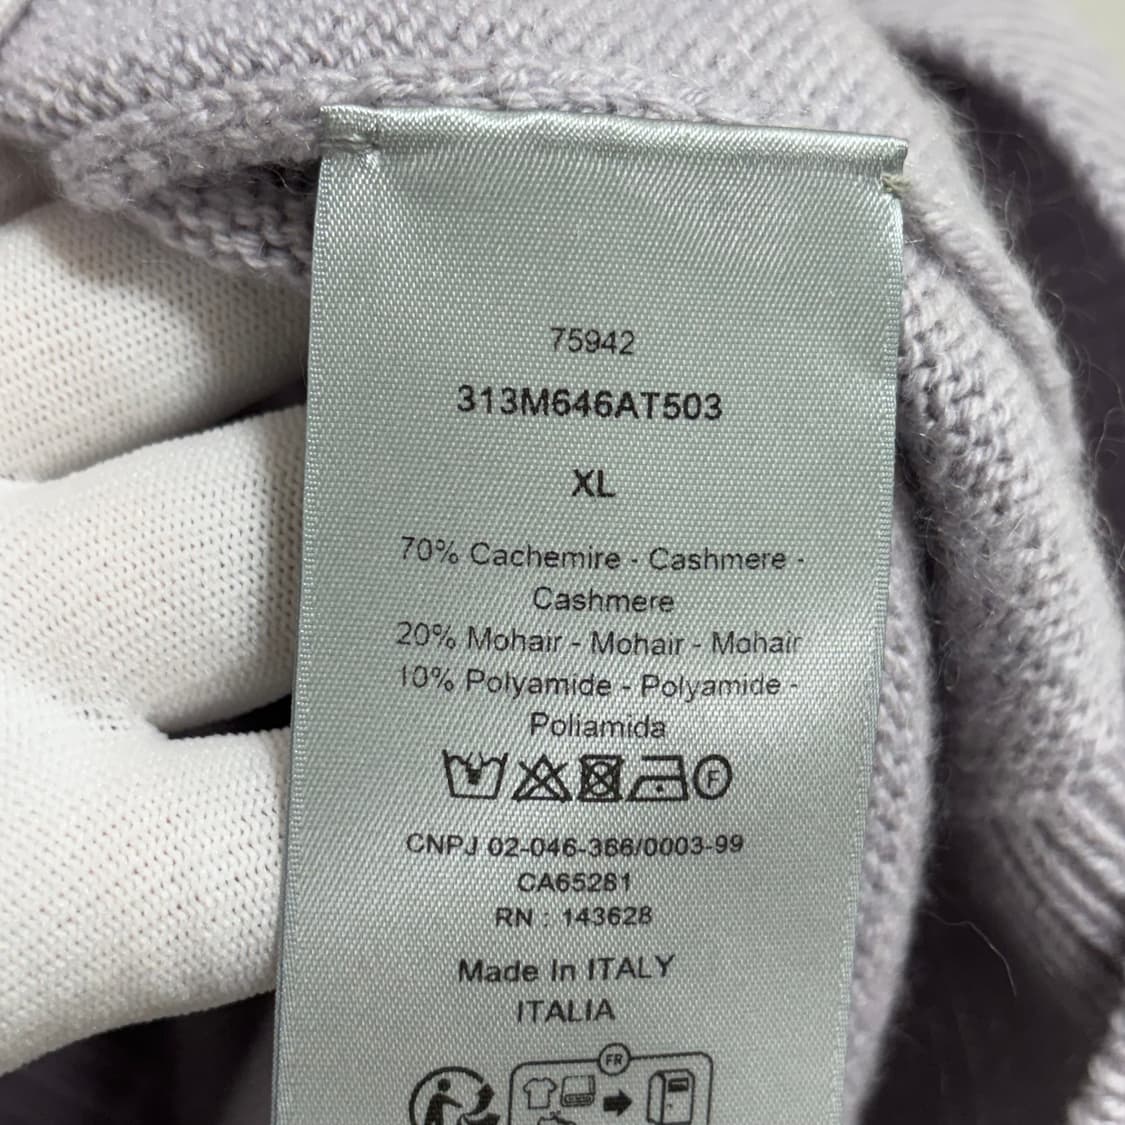 75942
313M646AT503
XL
70% Cachemire - Cashmere -
Cashmere
20% Mohair - Mohair - Mohair
10% Polyamide - Polyamide -
Poliamida
F
CNPJ 02-046-366/0003-99
CA65281
RN : 143628
Made In ITALY
ITALIA
FR